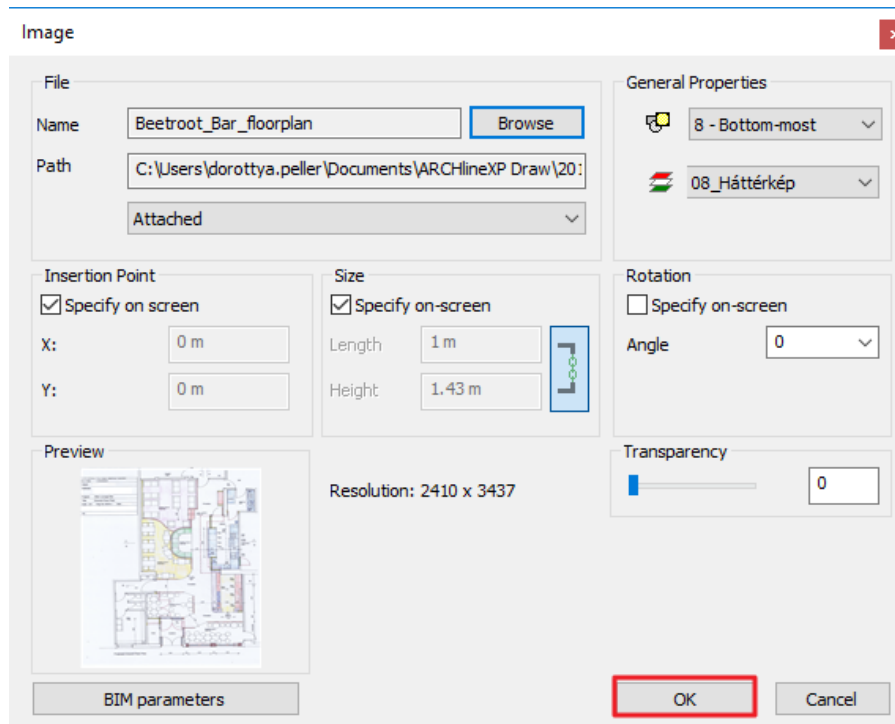 Image
File
Name
Beetroot_Bar_floorplan
Browse
Path
C:\Users\dorottya.peller\Documents\ARCHlineXP Draw\201
Attached
General Properties
8 - Bottom-most
08_Háttérkép
Insertion Point
Specify on screen
X:
0 m
Y:
0 m
Size
Specify on-screen
Length
1 m
Height
1.43 m
Rotation
Specify on-screen
Angle
0
Preview
Resolution: 2410 x 3437
Transparency
0
BIM parameters
OK
Cancel